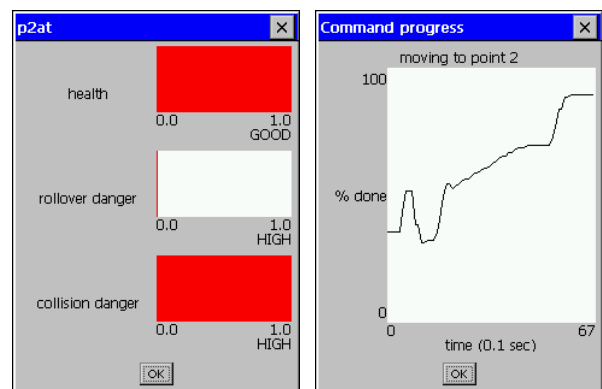 p2at
health
0.0 1.0
GOOD
rollover danger
0.0 1.0
HIGH
collision danger
0.0 1.0
HIGH
OK
Command progress
moving to point 2
100
% done
0
0 67
time (0.1 sec)
OK